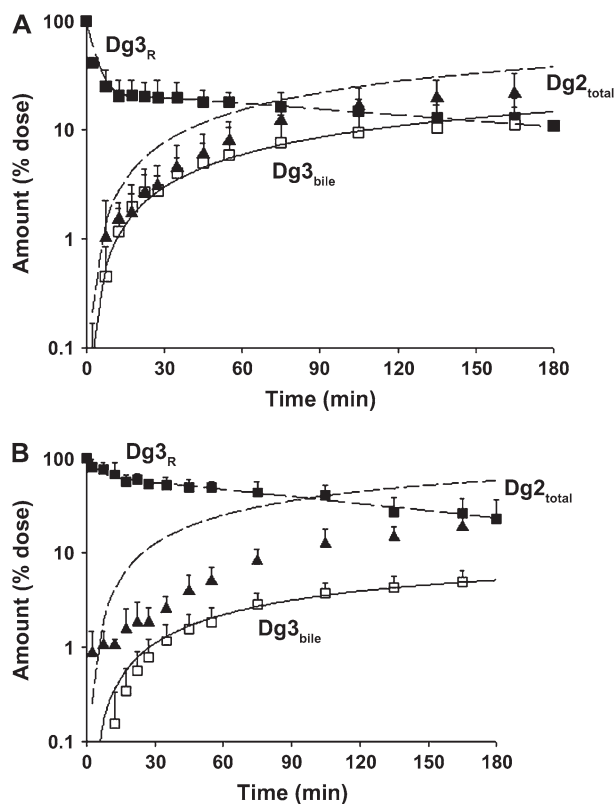 A
100
10
1
0.1
Amount (% dose)
Dg3R
Dg2total
Dg3bile
0 30 60 90 120 150 180
Time (min)
B
100
10
1
0.1
Amount (% dose)
Dg3R
Dg2total
Dg3bile
0 30 60 90 120 150 180
Time (min)